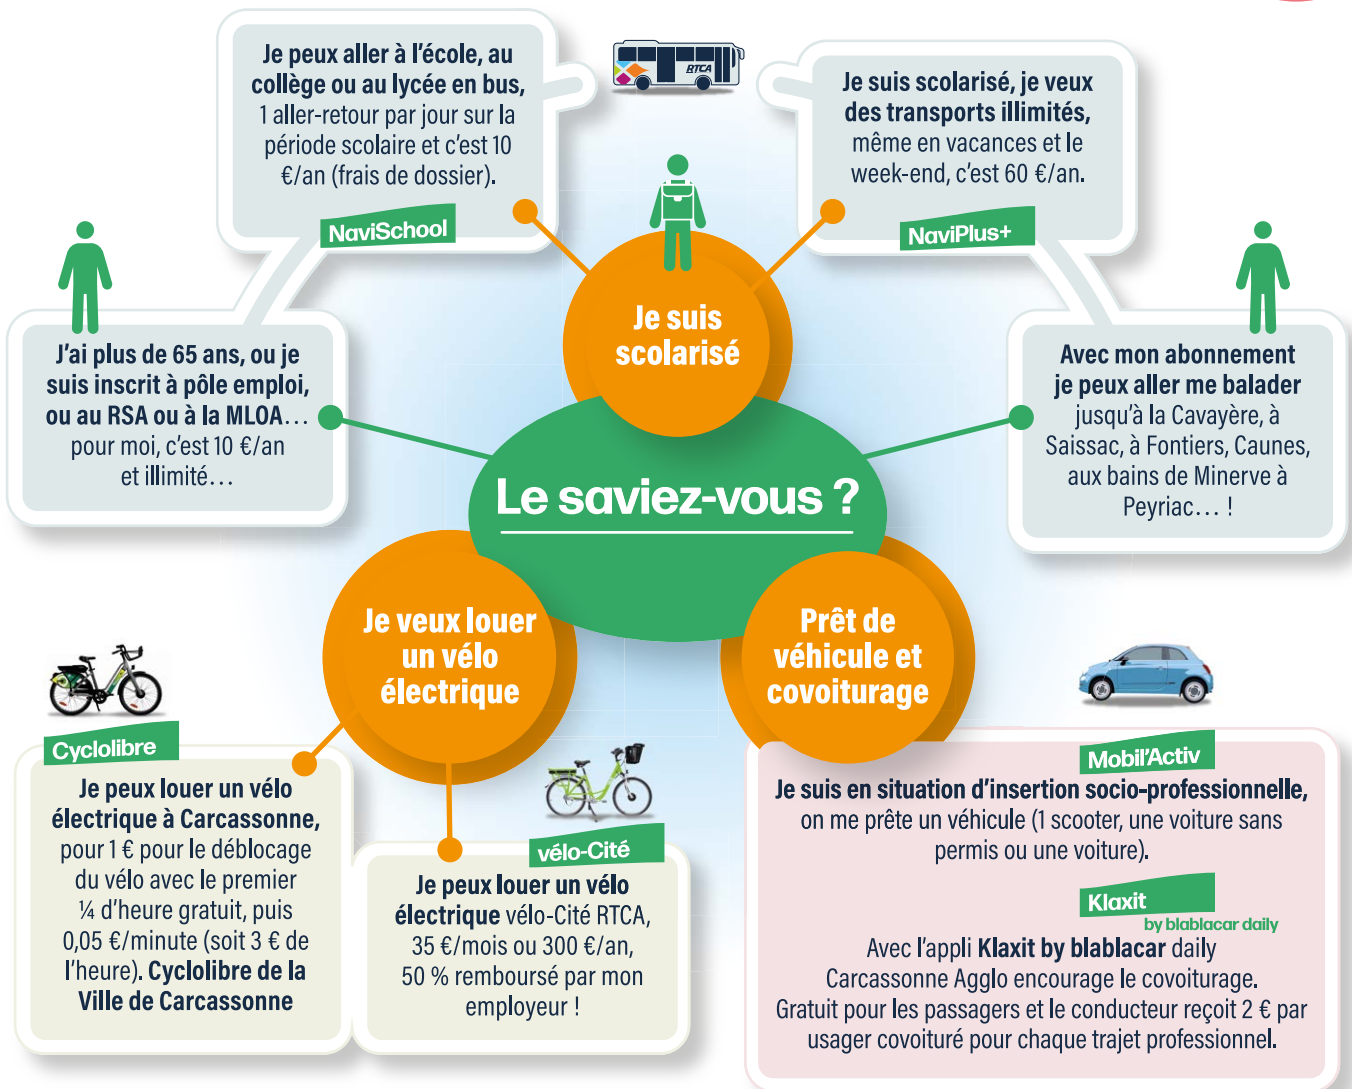 Je peux aller à l'école, au
collège ou au lycée en bus,
1 aller-retour par jour sur la
période scolaire et c'est 10
€/an (frais de dossier).
NaviSchool
RTCA
Je suis scolarisé, je veux
des transports illimités,
même en vacances et le
week-end, c'est 60 €/an.
NaviPlus+
Je suis
scolarisé
J'ai plus de 65 ans, ou je
suis inscrit à pôle emploi,
ou au RSA ou à la MLOA...
pour moi, c'est 10 €/an
et illimité...
Avec mon abonnement
je peux aller me balader
jusqu'à la Cavayère, à
Saissac, à Fontiers, Caunes,
aux bains de Minerve à
Peyriac... !
Le saviez-vous ?
Je veux louer
un vélo
électrique
Prêt de
véhicule et
covoiturage
Cyclolibre
Je peux louer un vélo
électrique à Carcassonne,
pour 1 € pour le déblocage
du vélo avec le premier
¼ d'heure gratuit, puis
0,05 €/minute (soit 3 € de
l'heure). Cyclolibre de la
Ville de Carcassonne
vélo-Cité
Je peux louer un vélo
électrique vélo-Cité RTCA,
35 €/mois ou 300 €/an,
50 % remboursé par mon
employeur !
Mobil'Activ
Je suis en situation d'insertion socio-professionnelle,
on me prête un véhicule (1 scooter, une voiture sans
permis ou une voiture).
Klaxit
by blablacar daily
Avec l'appli Klaxit by blablacar daily
Carcassonne Agglo encourage le covoiturage.
Gratuit pour les passagers et le conducteur reçoit 2 € par
usager covoituré pour chaque trajet professionnel.